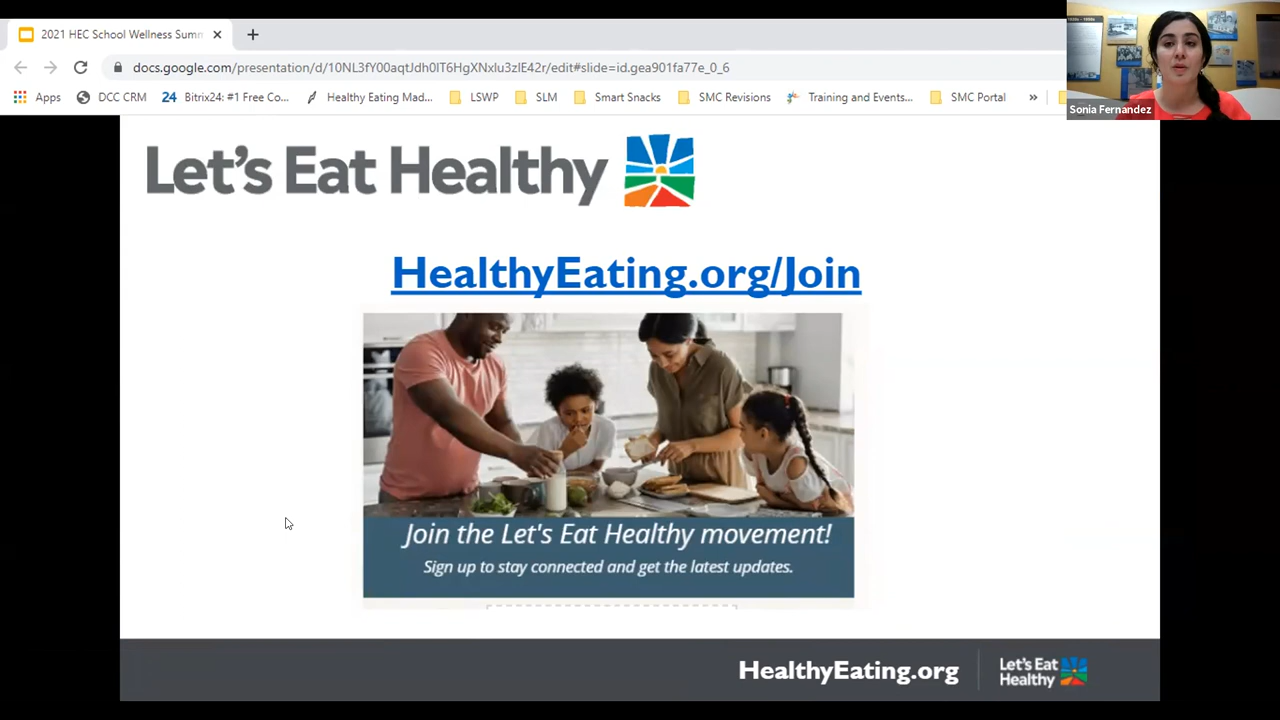 2021 HEC School Wellness Sum
docs.google.com/presentation/d/10NL3fY00aqtJdh0IT6HgXNxlu3zIE42r/edit#slide=id.gea901fa77e_0_6
Apps DCC CRM 24 Bitrix24: #1 Free Co... Healthy Eating Mad... LSWP SLM Smart Snacks SMC Revisions Training and Events... SMC Portal »
Sonia Fernandez
Let's Eat Healthy
HealthyEating.org/Join
Join the Let's Eat Healthy movement!
Sign up to stay connected and get the latest updates.
HealthyEating.org
Let's Eat
Healthy